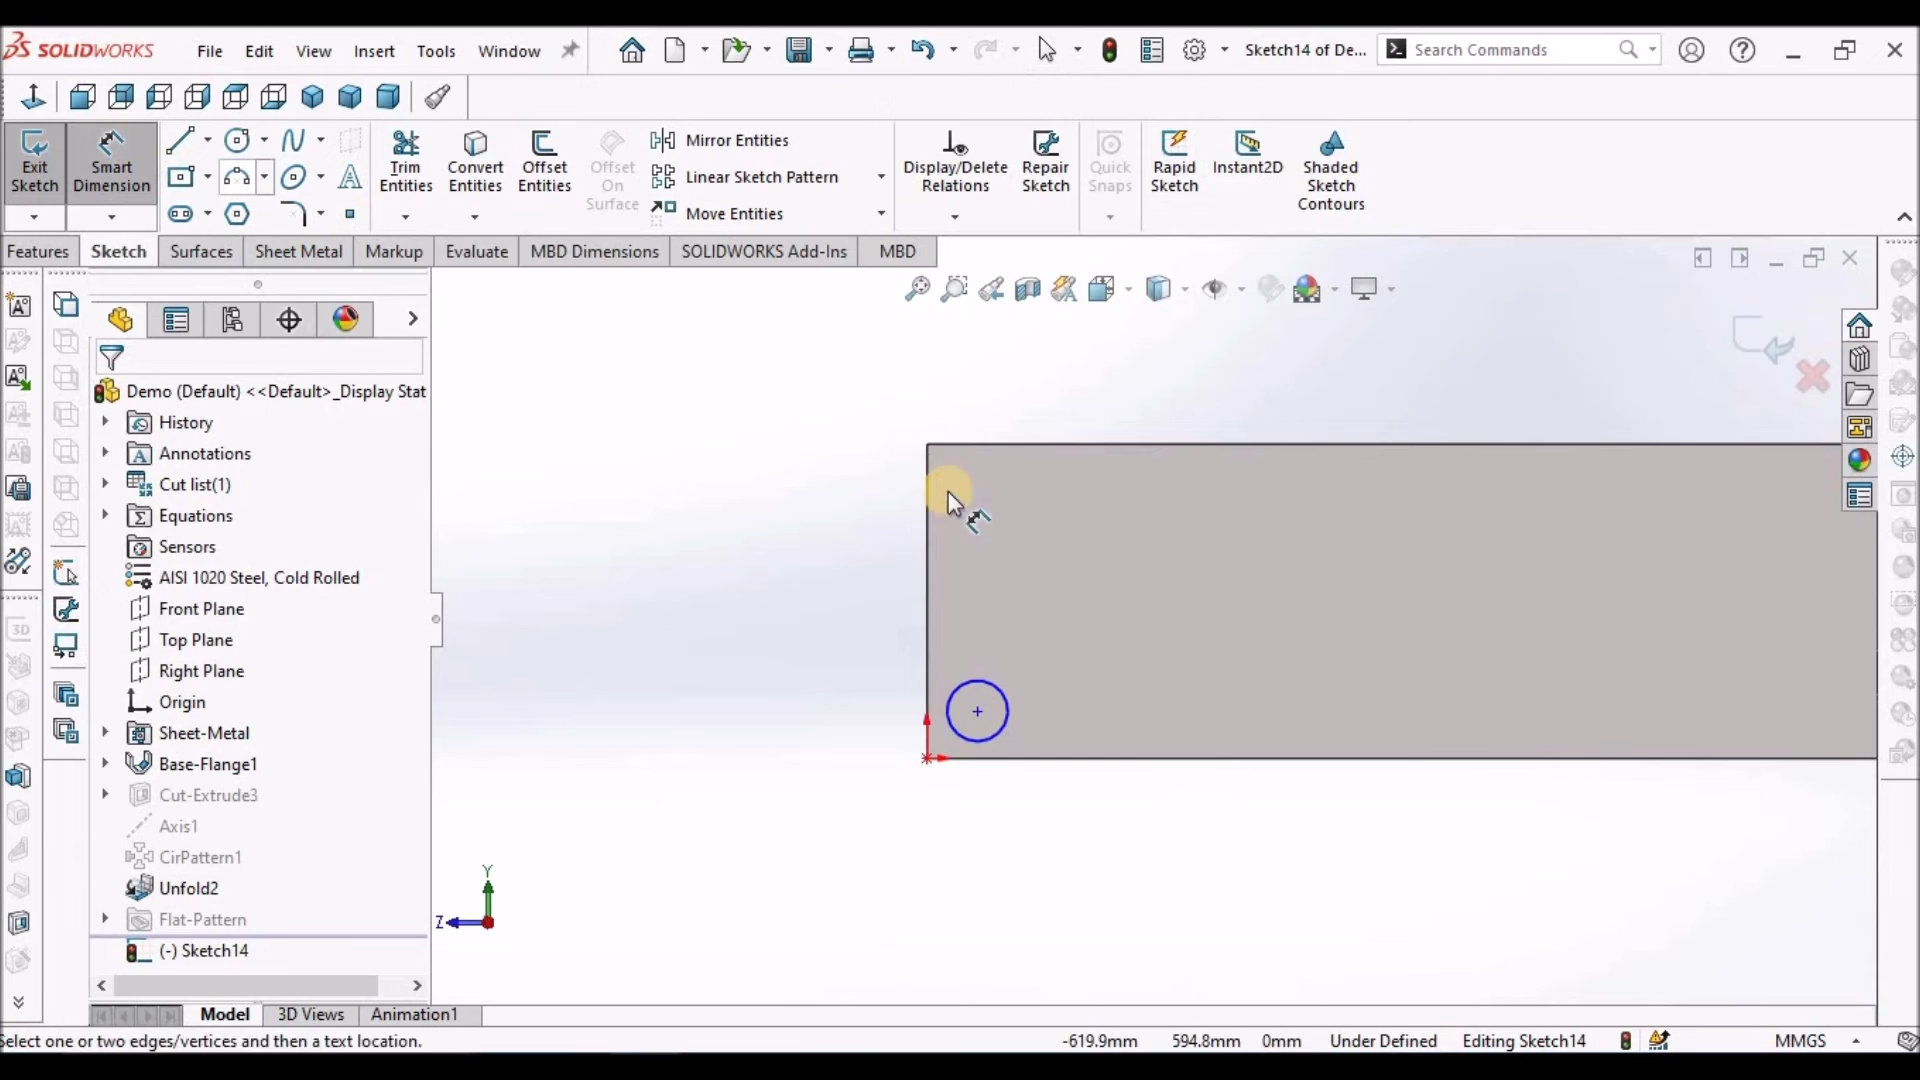 SOLIDWORKS File Edit View Insert Tools Window Sketch14 of De... Search Commands
Exit Sketch
Smart Dimension
Trim Entities
Convert Entities
Offset Entities
Offset On Surface
Mirror Entities
Linear Sketch Pattern
Move Entities
Display/Delete Relations
Repair Sketch
Quick Snaps
Rapid Sketch
Instant2D
Shaded Sketch Contours
Features Sketch Surfaces Sheet Metal Markup Evaluate MBD Dimensions SOLIDWORKS Add-Ins MBD
Demo (Default) <<Default>_Display Stat
History
Annotations
Cut list(1)
Equations
Sensors
AISI 1020 Steel, Cold Rolled
Front Plane
Top Plane
Right Plane
Origin
Sheet-Metal
Base-Flange1
Cut-Extrude3
Axis1
CirPattern1
Unfold2
Flat-Pattern
(-) Sketch14
3D
Y
Z
Model 3D Views Animation1
Select one or two edges/vertices and then a text location. -619.9mm 594.8mm 0mm Under Defined Editing Sketch14 MMGS